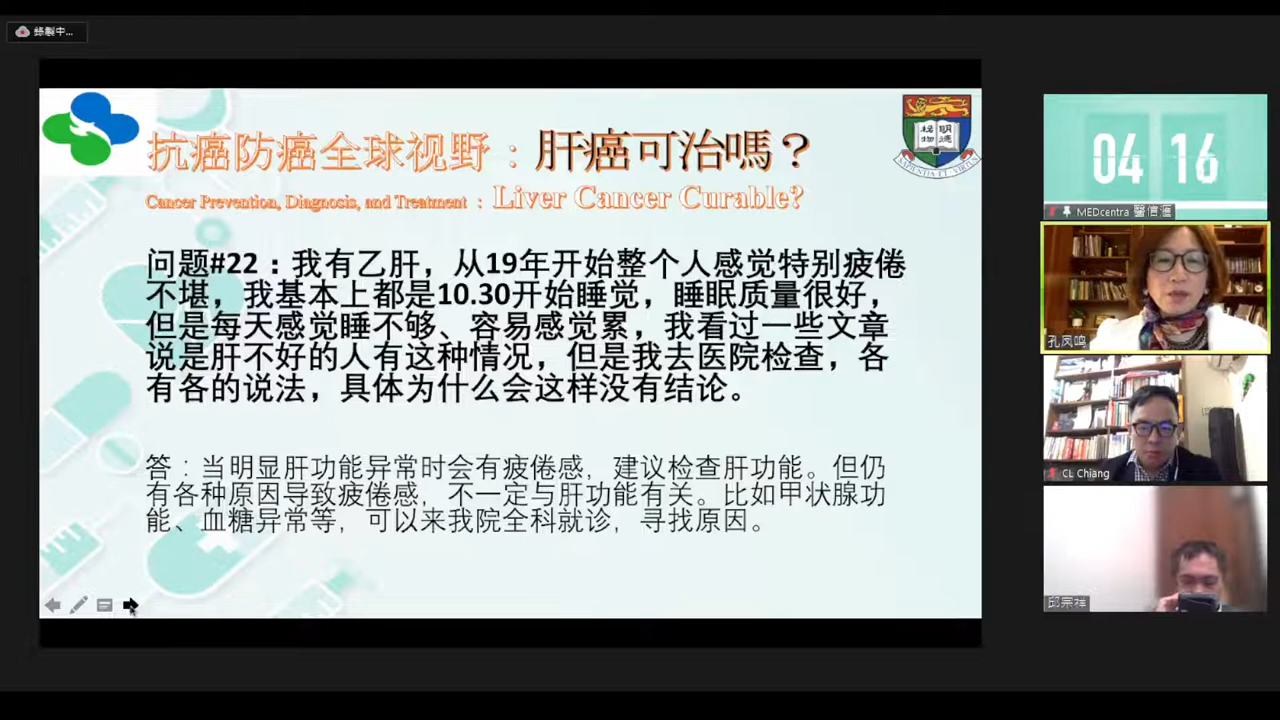 錄製中...
抗癌防癌全球视野：肝癌可治嗎？
Cancer Prevention, Diagnosis, and Treatment : Liver Cancer Curable?
问题#22：我有乙肝，从19年开始整个人感觉特别疲倦
不堪，我基本上都是10.30开始睡觉，睡眠质量很好，
但是每天感觉睡不够、容易感觉累，我看过一些文章
说是肝不好的人有这种情况，但是我去医院检查，各
有各的说法，具体为什么会这样没有结论。
答：当明显肝功能异常时会有疲倦感，建议检查肝功能。但仍
有各种原因导致疲倦感，不一定与肝功能有关。比如甲状腺功
能、血糖异常等，可以来我院全科就诊，寻找原因。
04 16
MEDcentra 醫信滙
孔凤鸣
CL Chiang
邱宗祥